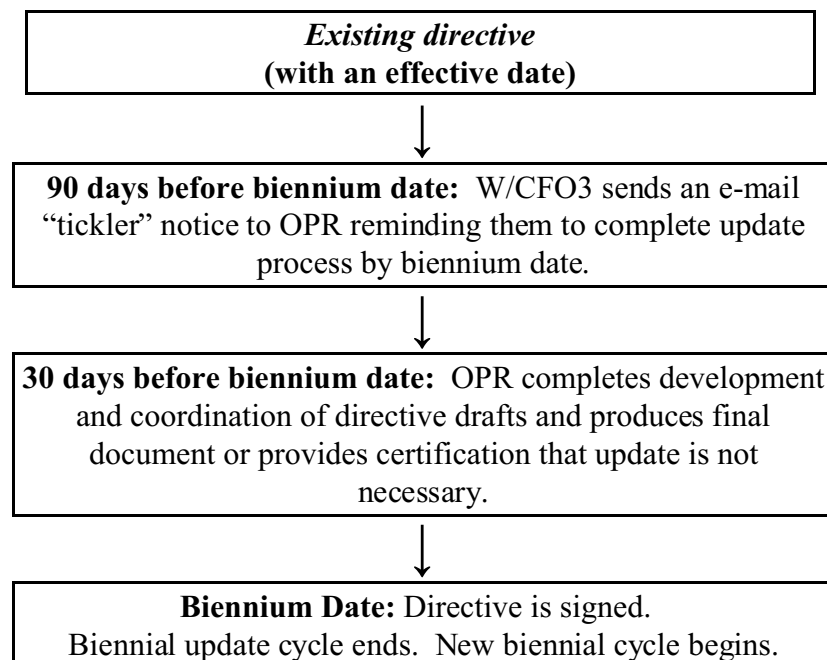 Existing directive
(with an effective date)
90 days before biennium date:  W/CFO3 sends an e-mail
“tickler” notice to OPR reminding them to complete update
process by biennium date.
30 days before biennium date:  OPR completes development
and coordination of directive drafts and produces final
document or provides certification that update is not
necessary.
Biennium Date: Directive is signed.
Biennial update cycle ends.  New biennial cycle begins.